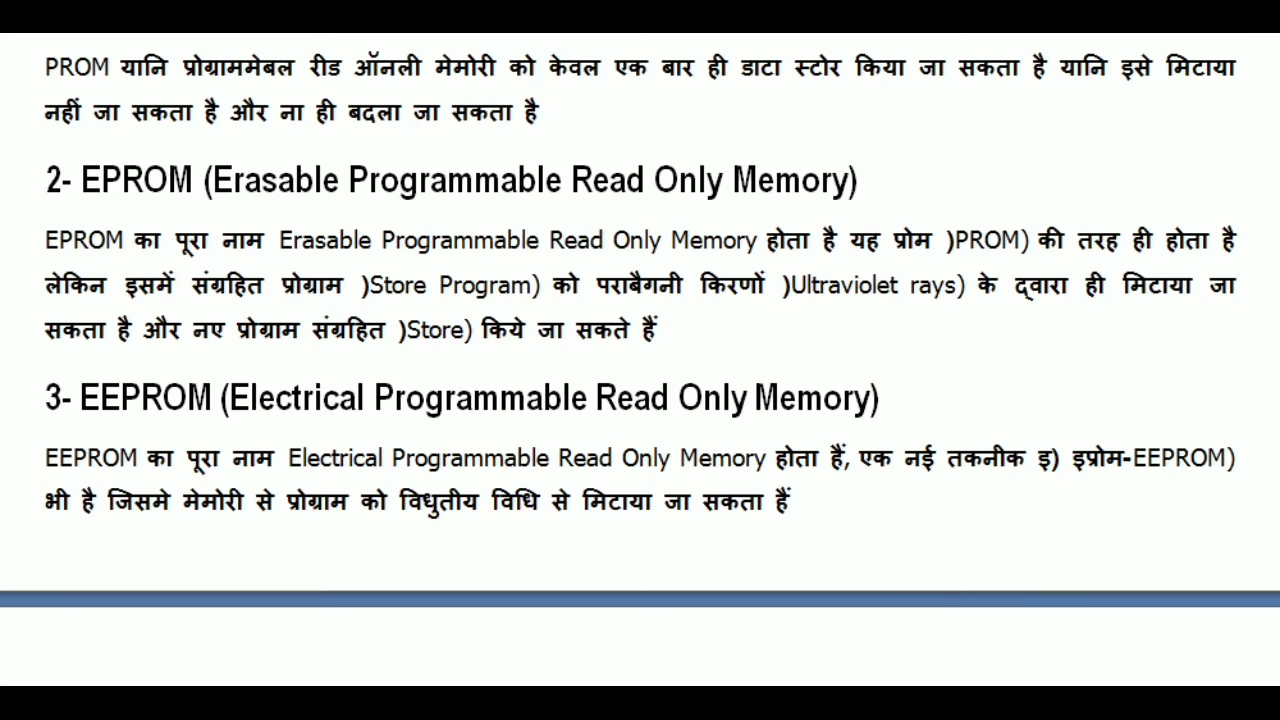 PROM यानि प्रोग्राममेबल रीड ऑनली मेमोरी को केवल एक बार ही डाटा स्टोर किया जा सकता है यानि इसे मिटाया
नहीं जा सकता है और ना ही बदला जा सकता है
2- EPROM (Erasable Programmable Read Only Memory)
EPROM का पूरा नाम Erasable Programmable Read Only Memory होता है यह प्रोम )PROM) की तरह ही होता है
लेकिन इसमें संग्रहित प्रोग्राम )Store Program) को पराबैगनी किरणों )Ultraviolet rays) के द्वारा ही मिटाया जा
सकता है और नए प्रोग्राम संग्रहित )Store) किये जा सकते हैं
3- EEPROM (Electrical Programmable Read Only Memory)
EEPROM का पूरा नाम Electrical Programmable Read Only Memory होता हैं, एक नई तकनीक इ) इप्रोम-EEPROM)
भी है जिसमे मेमोरी से प्रोग्राम को विधुतीय विधि से मिटाया जा सकता हैं